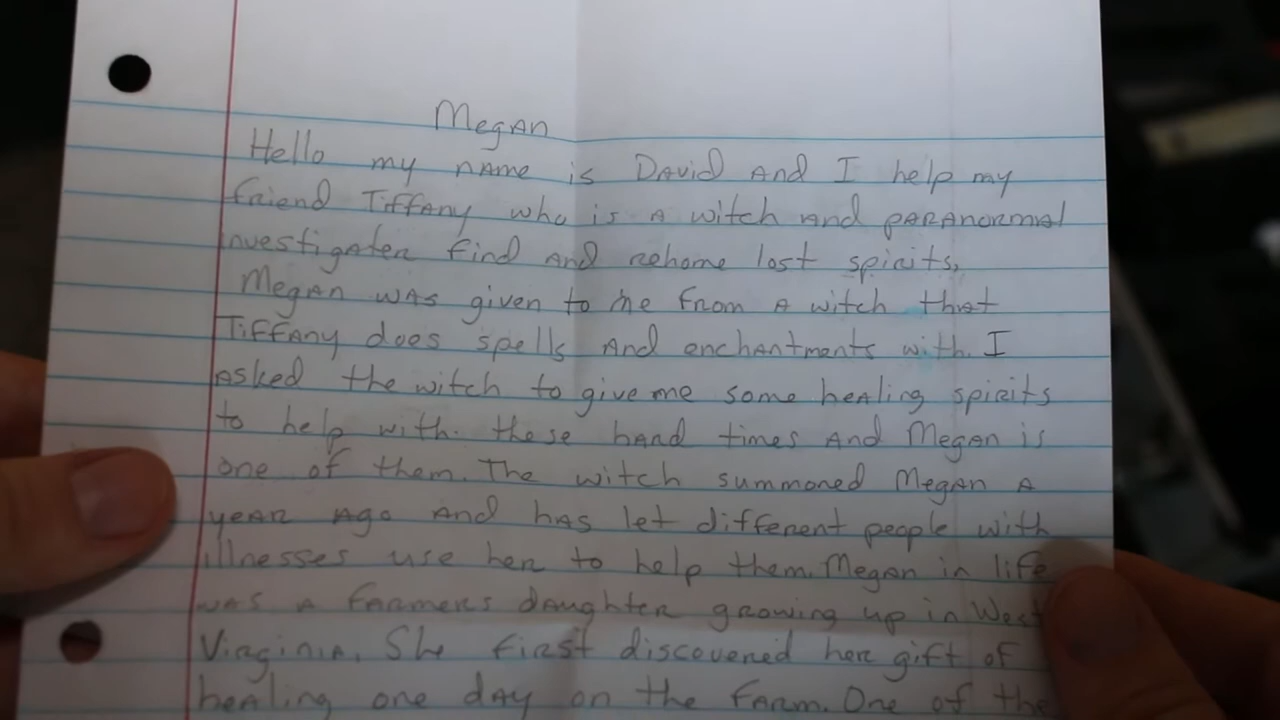 Megan
Hello my name is David and I help my
friend Tiffany who is a witch and paranormal
investigater find and rehome lost spirits,
Megan was given to me from a witch that
Tiffany does spells and enchantments with. I
asked the witch to give me some healing spirits
to help with these hard times and Megan is
one of them. The witch summoned Megan a
year ago and has let different people with
illnesses use her to help them. Megan in life
was a farmers daughter growing up in West
Virginia. She first discovered her gift of
healing one day on the farm. One of the